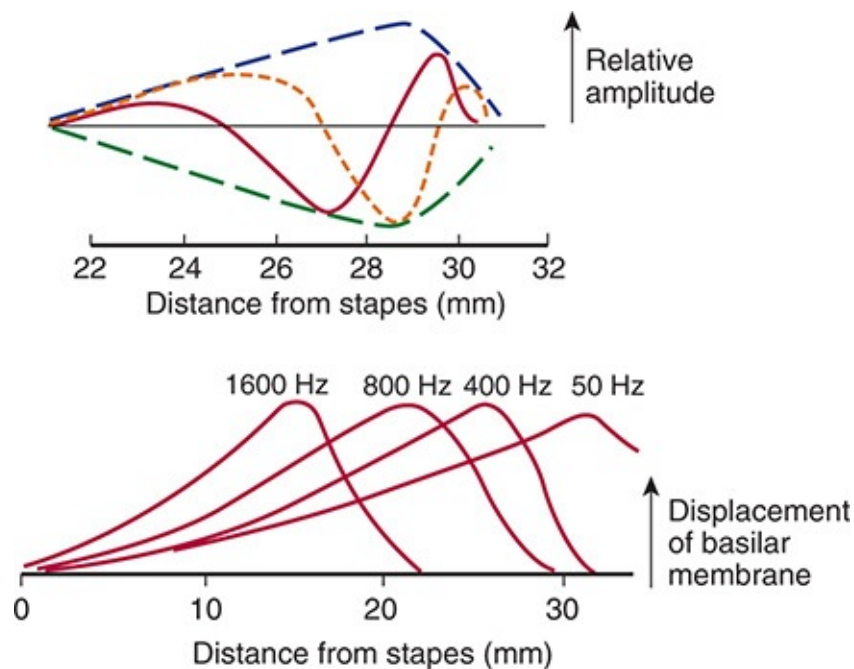 Relative
amplitude
22 24 26 28 30 32
Distance from stapes (mm)
1600 Hz 800 Hz 400 Hz 50 Hz
Displacement
of basilar
membrane
0 10 20 30
Distance from stapes (mm)